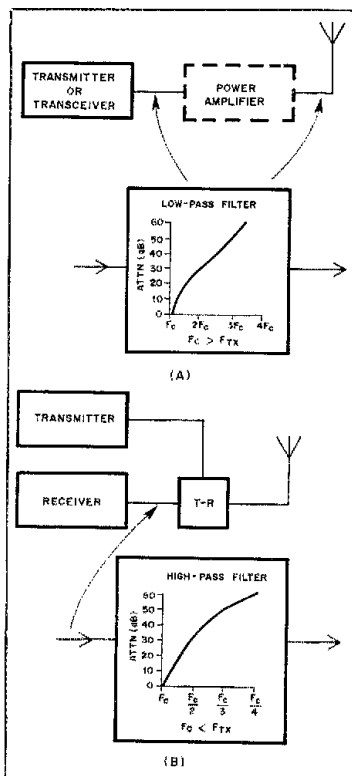 TRANSMITTER
OR
TRANSCEIVER
POWER
AMPLIFIER
LOW-PASS FILTER
ATTN (dB)
60
50
40
30
20
10
0
Fc 2Fc 3Fc 4Fc
Fc > FTX
(A)
TRANSMITTER
RECEIVER
T-R
HIGH-PASS FILTER
ATTN (dB)
60
50
40
30
20
10
0
Fc Fc/2 Fc/3 Fc/4
Fc < FTX
(B)